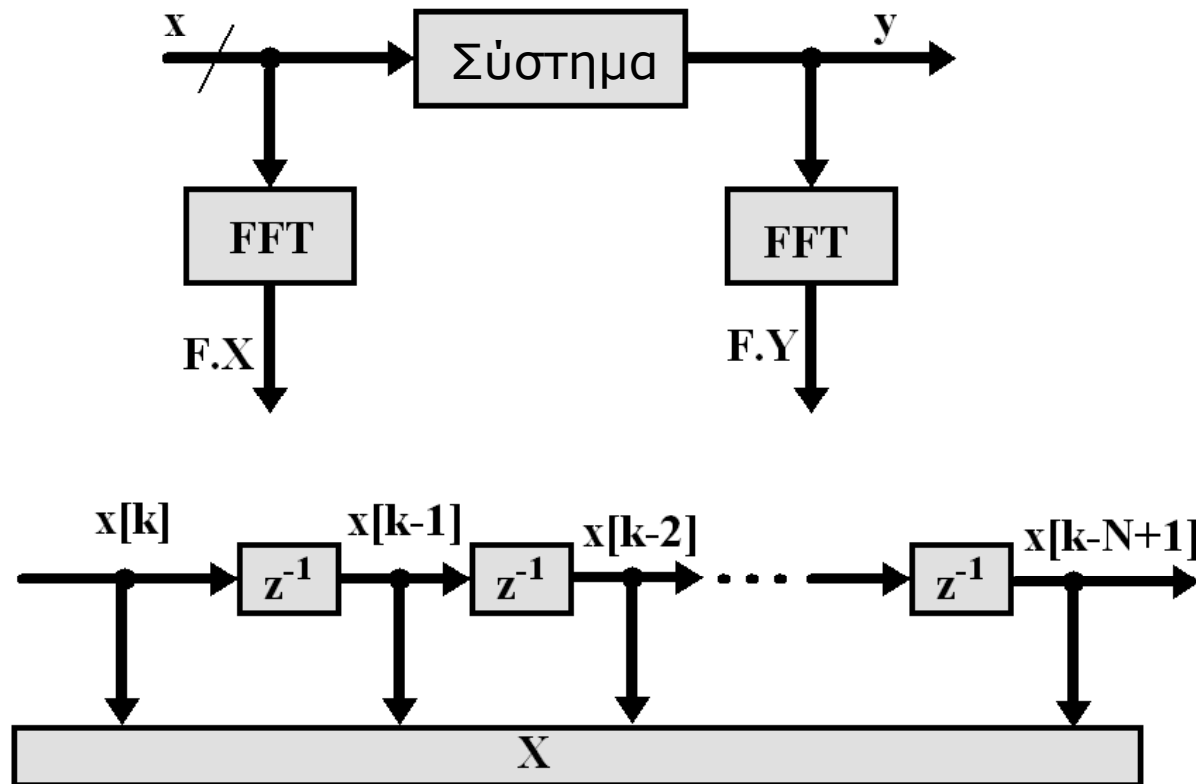 x
Σύστημα
y
FFT
FFT
F.X
F.Y
x[k]
x[k-1]
x[k-2]
x[k-N+1]
z⁻¹
z⁻¹
z⁻¹
X